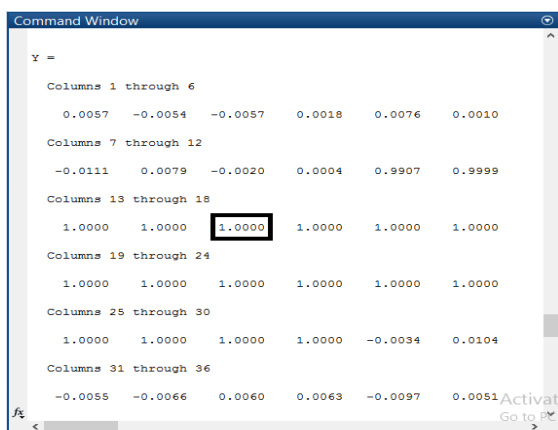 Command Window
Y =
Columns 1 through 6
0.0057 -0.0054 -0.0057 0.0018 0.0076 0.0010
Columns 7 through 12
-0.0111 0.0079 -0.0020 0.0004 0.9907 0.9999
Columns 13 through 18
1.0000 1.0000 1.0000 1.0000 1.0000 1.0000
Columns 19 through 24
1.0000 1.0000 1.0000 1.0000 1.0000 1.0000
Columns 25 through 30
1.0000 1.0000 1.0000 1.0000 -0.0034 0.0104
Columns 31 through 36
-0.0055 -0.0066 0.0060 0.0063 -0.0097 0.0051
Activat
Go to PC
fx